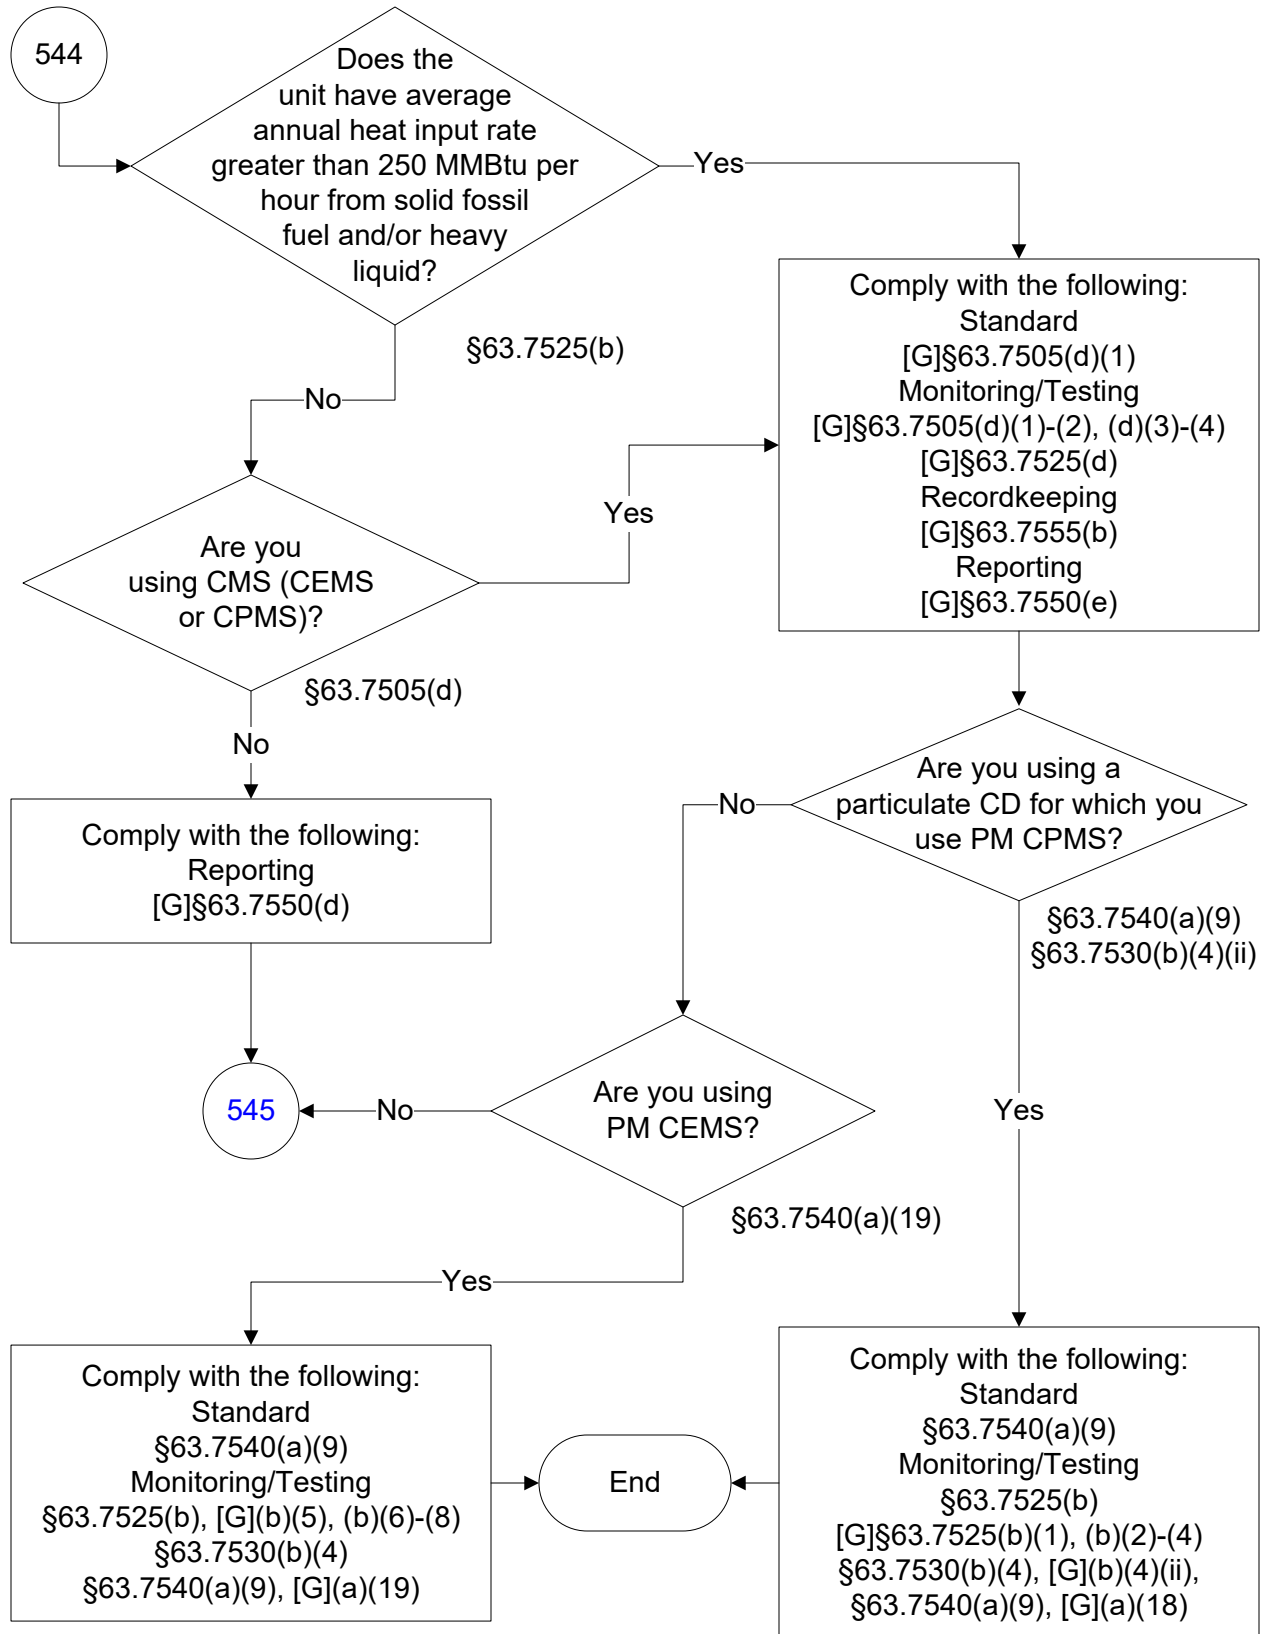 544
Does the
unit have average
annual heat input rate
greater than 250 MMBtu per
hour from solid fossil
fuel and/or heavy
liquid?
Yes
§63.7525(b)
No
Comply with the following:
Standard
[G]§63.7505(d)(1)
Monitoring/Testing
[G]§63.7505(d)(1)-(2), (d)(3)-(4)
[G]§63.7525(d)
Recordkeeping
[G]§63.7555(b)
Reporting
[G]§63.7550(e)
Are you
using CMS (CEMS
or CPMS)?
Yes
§63.7505(d)
No
Comply with the following:
Reporting
[G]§63.7550(d)
Are you using a
particulate CD for which you
use PM CPMS?
No
§63.7540(a)(9)
§63.7530(b)(4)(ii)
Yes
Are you using
PM CEMS?
No
545
§63.7540(a)(19)
Yes
Comply with the following:
Standard
§63.7540(a)(9)
Monitoring/Testing
§63.7525(b), [G](b)(5), (b)(6)-(8)
§63.7530(b)(4)
§63.7540(a)(9), [G](a)(19)
End
Comply with the following:
Standard
§63.7540(a)(9)
Monitoring/Testing
§63.7525(b)
[G]§63.7525(b)(1), (b)(2)-(4)
§63.7530(b)(4), [G](b)(4)(ii),
§63.7540(a)(9), [G](a)(18)